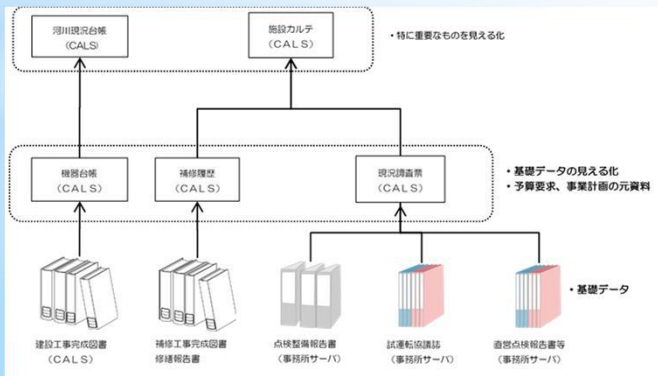 河川現況台帳
(CALS)
施設カルテ
(CALS)
・特に重要なものを見える化
機器台帳
(CALS)
補修履歴
(CALS)
現況調査票
(CALS)
・基礎データの見える化
・予算要求、事業計画の元資料
・基礎データ
建設工事完成図書
(CALS)
補修工事完成図書
修繕報告書
点検整備報告書
(事務所サーバ)
試運転協議誌
(事務所サーバ)
直営点検報告書等
(事務所サーバ)